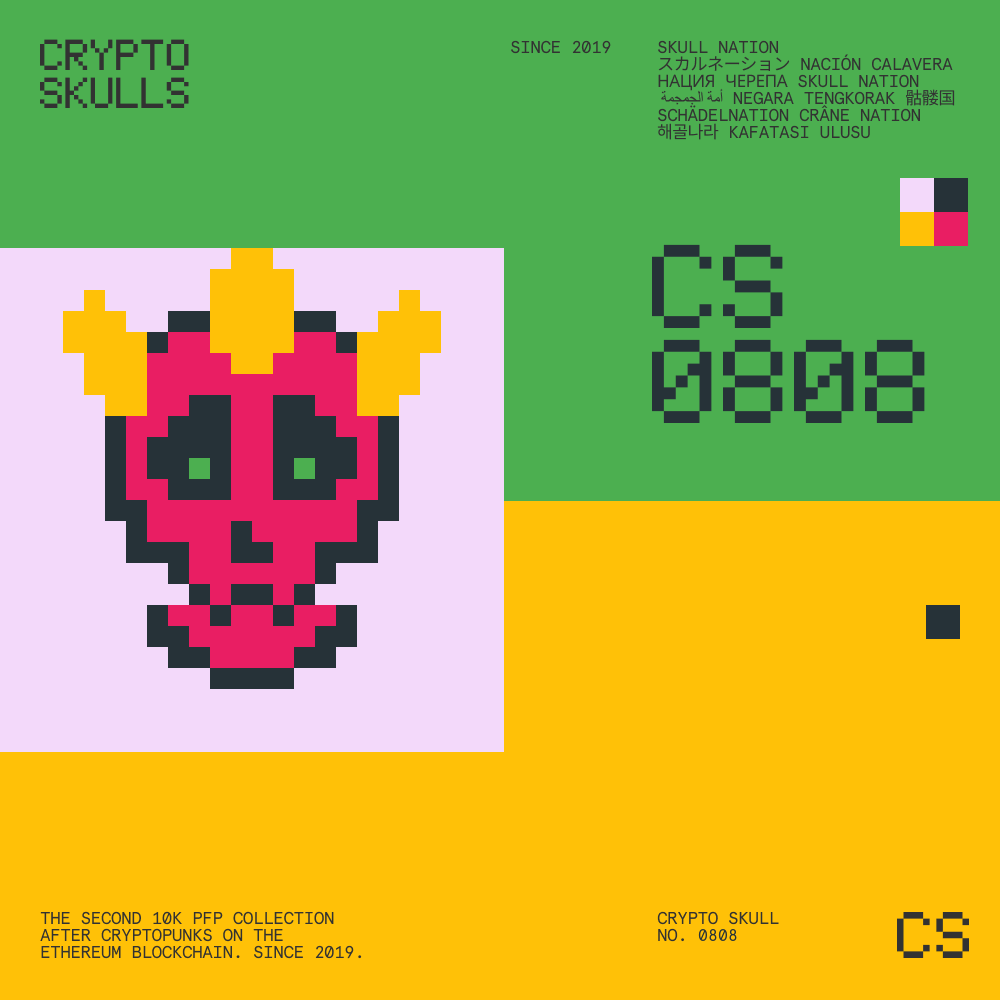 CRYPTO
SKULLS
SINCE 2019
SKULL NATION
スカルネーション NACIÓN CALAVERA
НАЦИЯ ЧЕРЕПА SKULL NATION
أمة الجمجمة NEGARA TENGKORAK 骷髅国
SCHÄDELNATION CRÂNE NATION
해골나라 KAFATASI ULUSU
CS
0808
THE SECOND 10K PFP COLLECTION
AFTER CRYPTOPUNKS ON THE
ETHEREUM BLOCKCHAIN. SINCE 2019.
CRYPTO SKULL
NO. 0808
CS